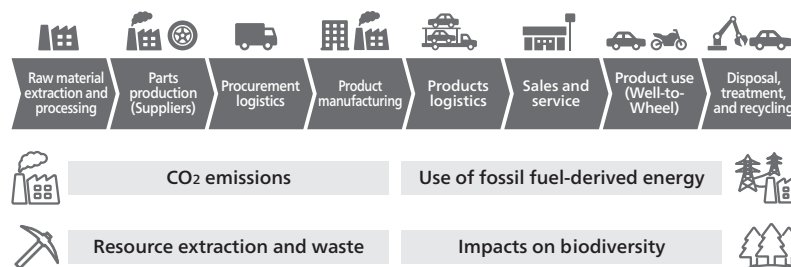 Raw material
extraction and
processing
Parts
production
(Suppliers)
Procurement
logistics
Product
manufacturing
Products
logistics
Sales and
service
Product use
(Well-to-
Wheel)
Disposal,
treatment,
and recycling
CO2 emissions
Use of fossil fuel-derived energy
Resource extraction and waste
Impacts on biodiversity